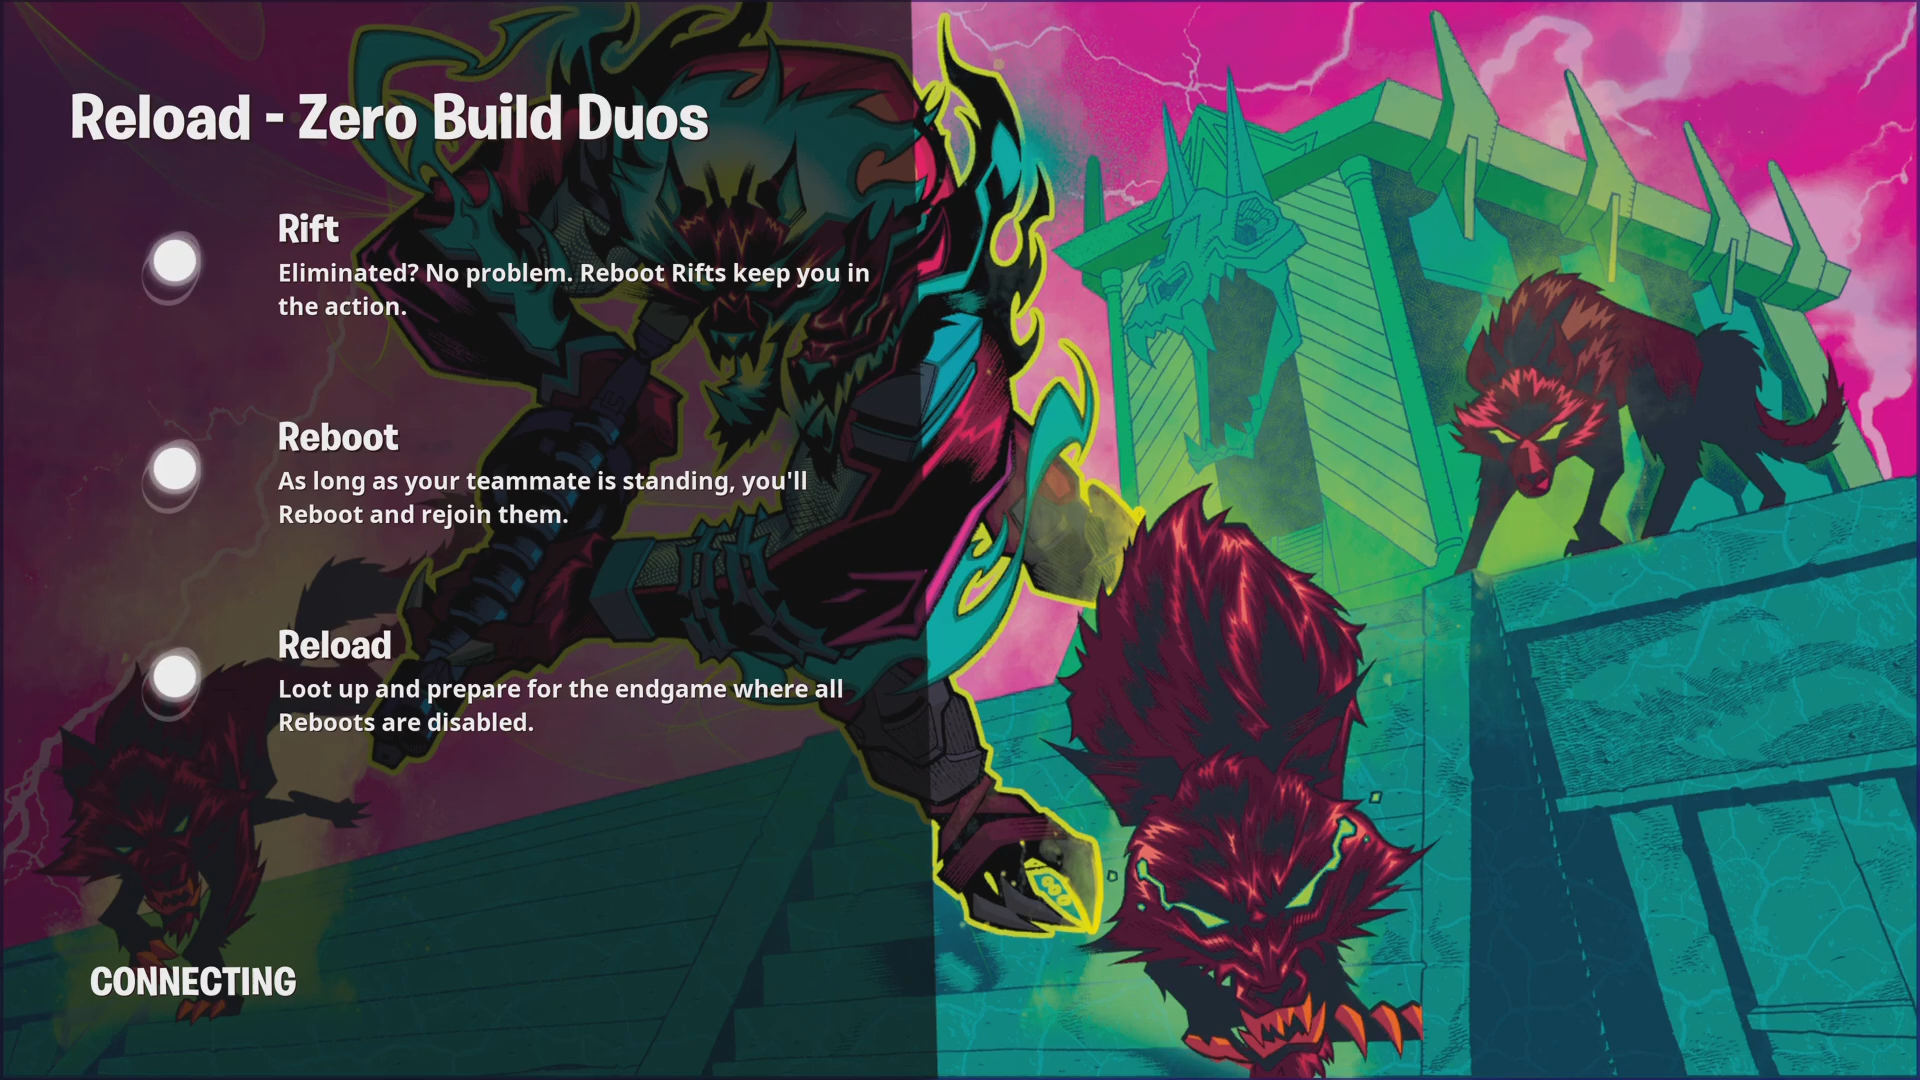 Reload - Zero Build Duos
Rift
Eliminated? No problem. Reboot Rifts keep you in
the action.
Reboot
As long as your teammate is standing, you'll
Reboot and rejoin them.
Reload
Loot up and prepare for the endgame where all
Reboots are disabled.
CONNECTING